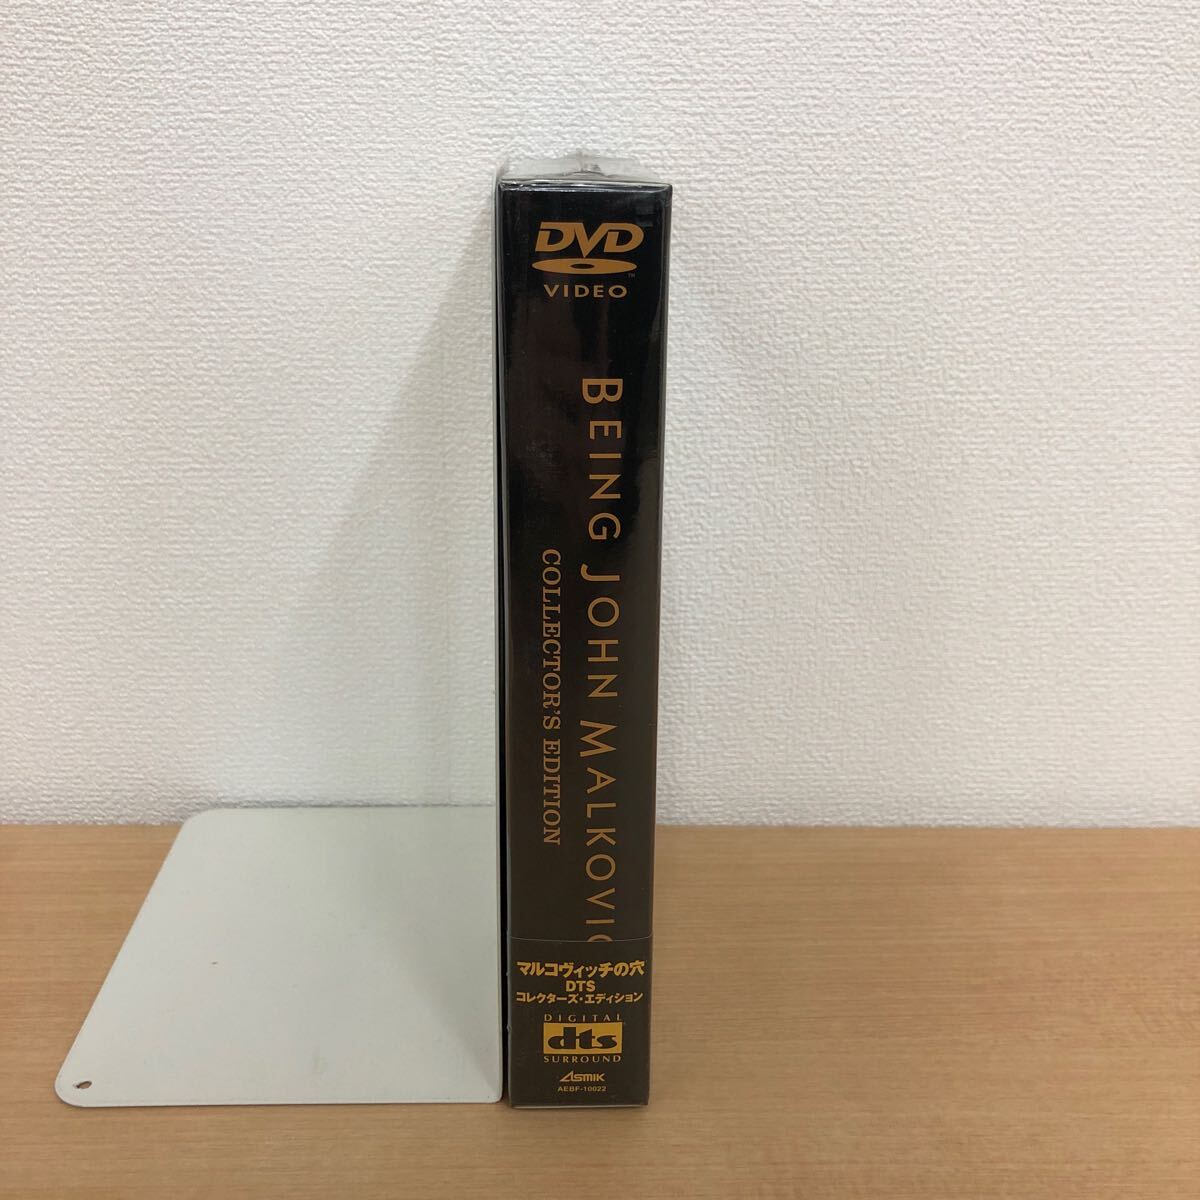 DVD
VIDEO
BEING JOHN MALKOVIC
COLLECTOR'S EDITION
マルコヴィッチの穴
DTS
コレクターズ・エディション
DIGITAL
dts
SURROUND
ASMIK
AEBF-10022